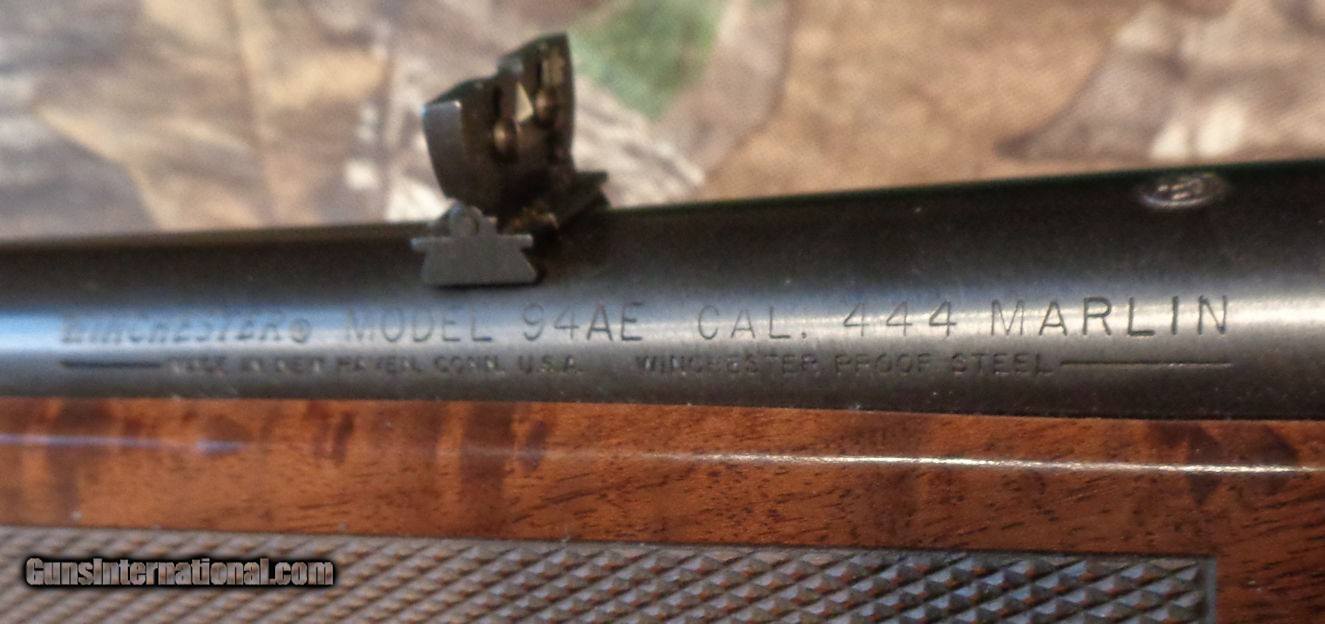 WINCHESTER® MODEL 94AE CAL. 444 MARLIN
MADE IN NEW HAVEN, CONN. U.S.A. WINCHESTER PROOF STEEL
GunsInternational.com